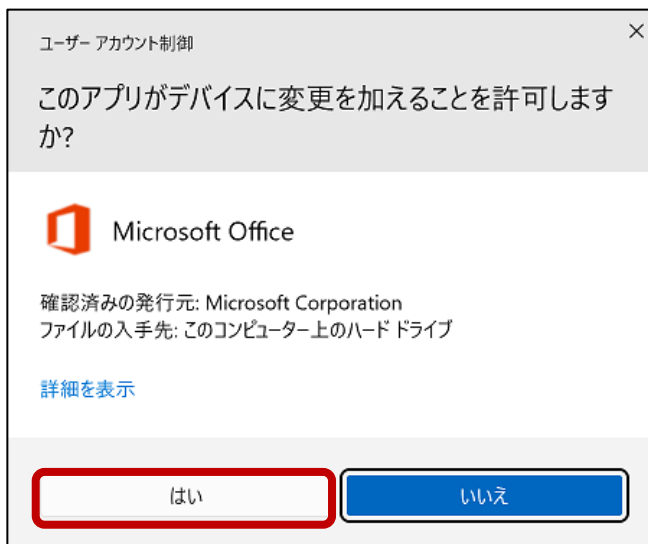 ユーザー アカウント制御
このアプリがデバイスに変更を加えることを許可します
か?
Microsoft Office
確認済みの発行元: Microsoft Corporation
ファイルの入手先: このコンピューター上のハード ドライブ
詳細を表示
はい
いいえ